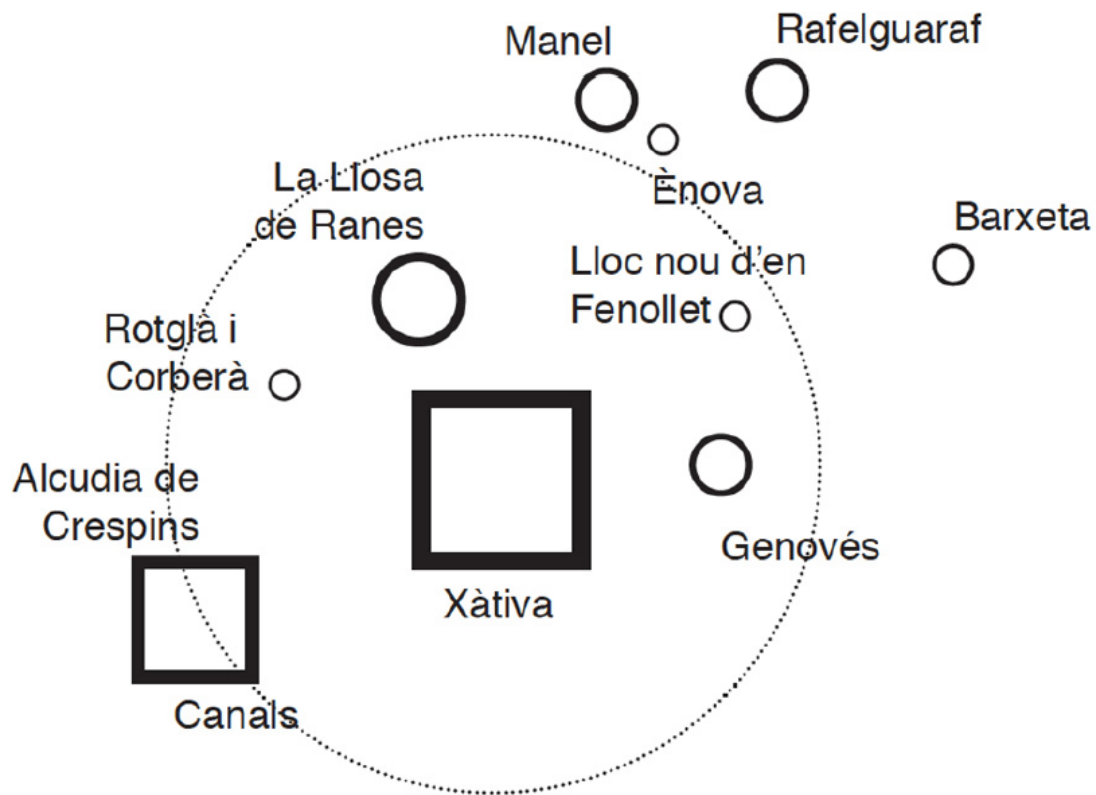 Manel
Rafelguaraf
La Llosa
de Ranes
Ènova
Barxeta
Lloc nou d'en
Fenollet
Rotglà i
Corberà
Alcudia de
Crespins
Genovés
Xàtiva
Canals